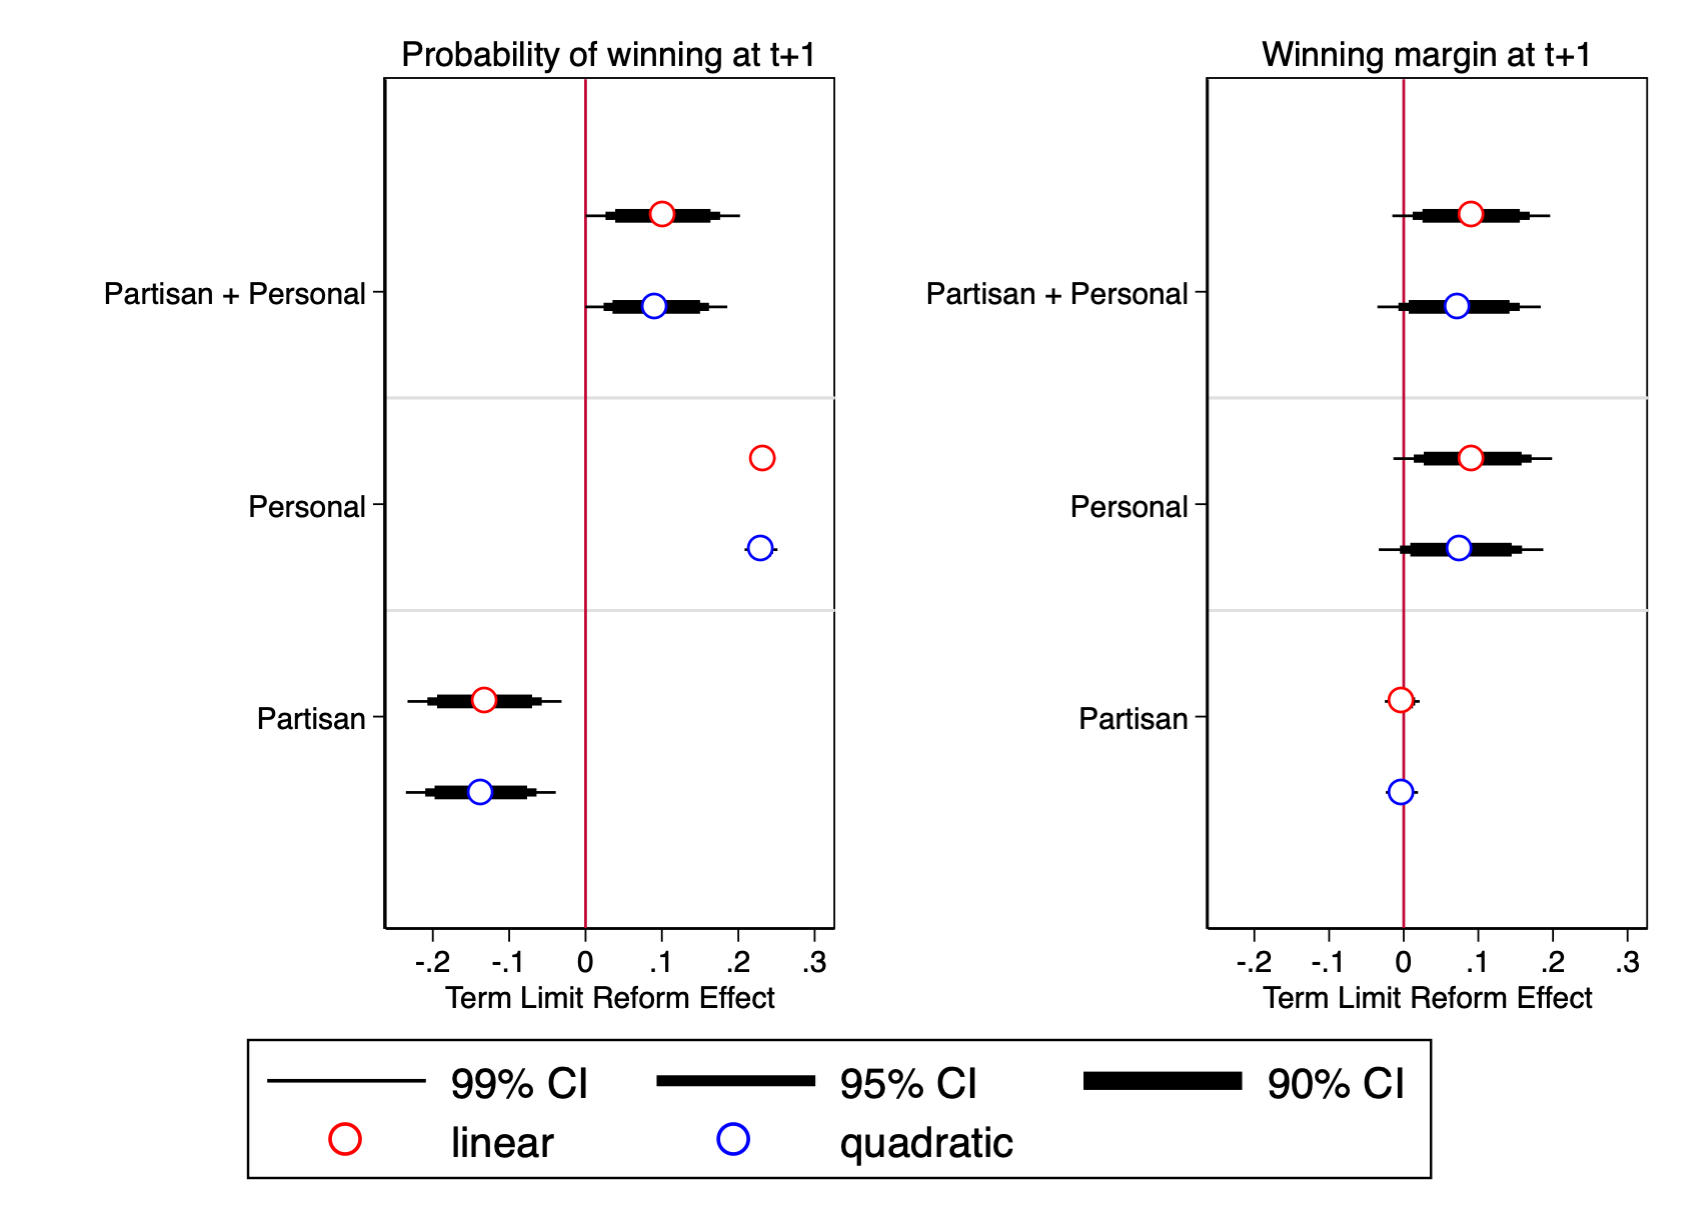 Probability of winning at t+1
Partisan + Personal
Personal
Partisan
-.2 -.1 0 .1 .2 .3
Term Limit Reform Effect
Winning margin at t+1
Partisan + Personal
Personal
Partisan
-.2 -.1 0 .1 .2 .3
Term Limit Reform Effect
99% CI 95% CI 90% CI
linear quadratic